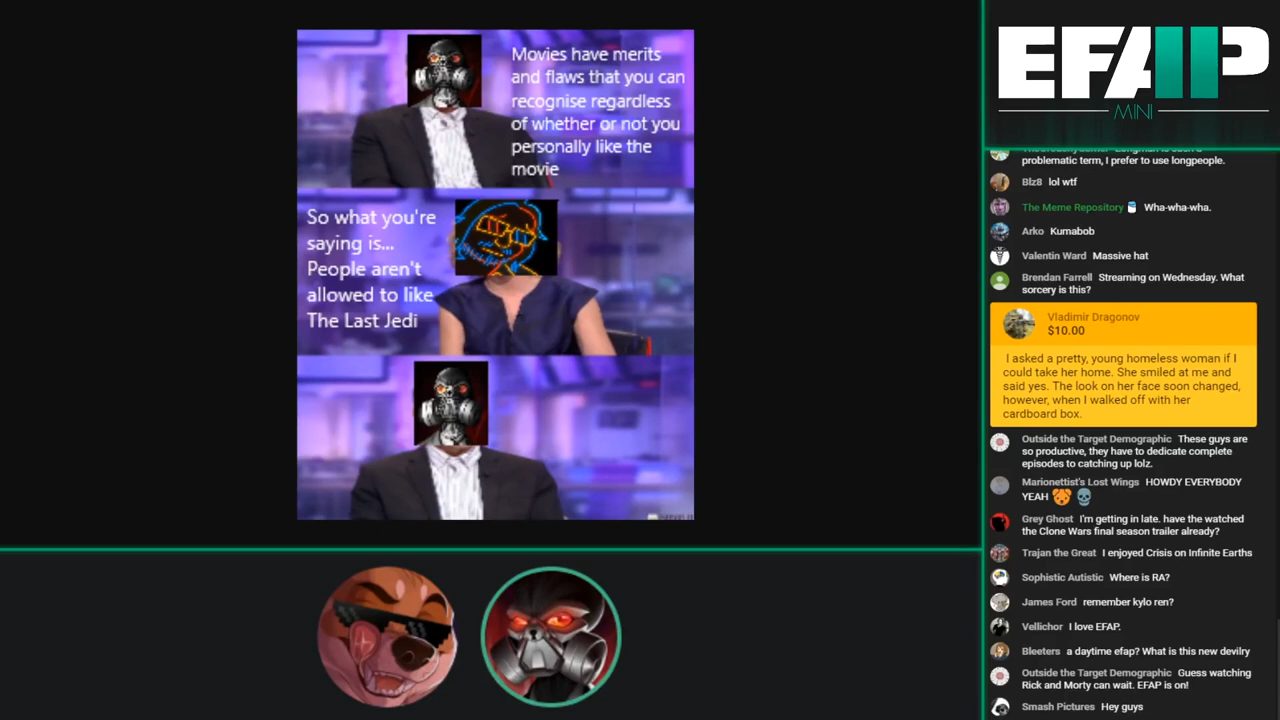 Movies have merits
and flaws that you can
recognise regardless
of whether or not you
personally like the
movie
So what you're
saying is...
People aren't
allowed to like
The Last Jedi
EFAP
MINI
problematic term, I prefer to use longpeople.
Blz8 lol wtf
The Meme Repository Wha-wha-wha.
Arko Kumabob
Valentin Ward Massive hat
Brendan Farrell Streaming on Wednesday. What
sorcery is this?
Vladimir Dragonov
$10.00
I asked a pretty, young homeless woman if I
could take her home. She smiled at me and
said yes. The look on her face soon changed,
however, when I walked off with her
cardboard box.
Outside the Target Demographic These guys are
so productive, they have to dedicate complete
episodes to catching up lolz.
Marionettist's Lost Wings HOWDY EVERYBODY
YEAH
Grey Ghost I'm getting in late. have the watched
the Clone Wars final season trailer already?
Trajan the Great I enjoyed Crisis on Infinite Earths
Sophistic Autistic Where is RA?
James Ford remember kylo ren?
Vellichor I love EFAP.
Bleeters a daytime efap? What is this new devilry
Outside the Target Demographic Guess watching
Rick and Morty can wait. EFAP is on!
Smash Pictures Hey guys